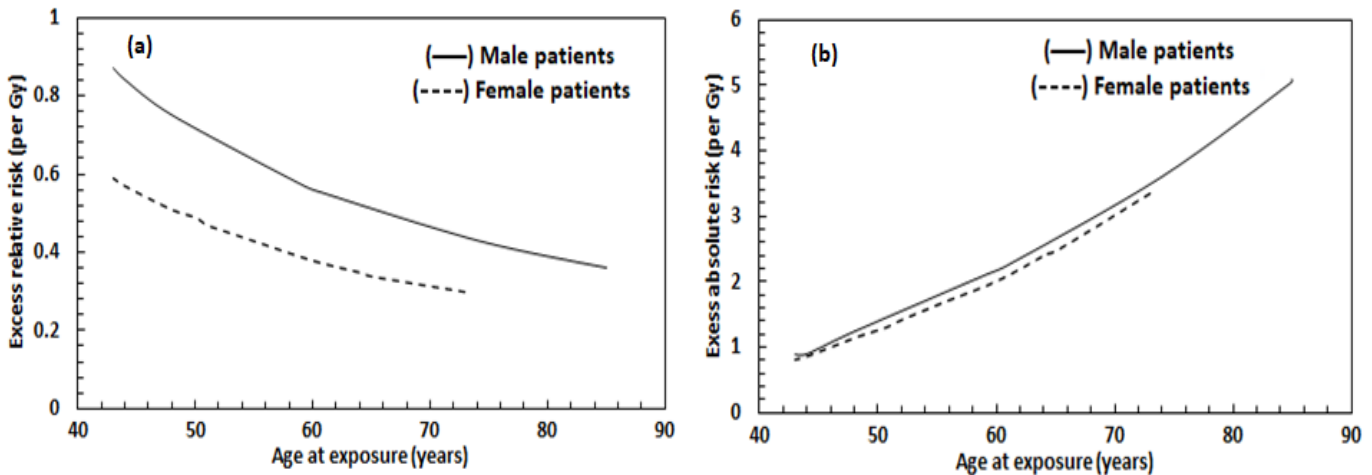 (a)
(—) Male patients
(----) Female patients
Excess relative risk (per Gy)
1
0.8
0.6
0.4
0.2
0
40 50 60 70 80 90
Age at exposure (years)
(b)
(—) Male patients
(----) Female patients
Exess absolute risk (per Gy)
6
5
4
3
2
1
0
40 50 60 70 80 90
Age at exposure (years)